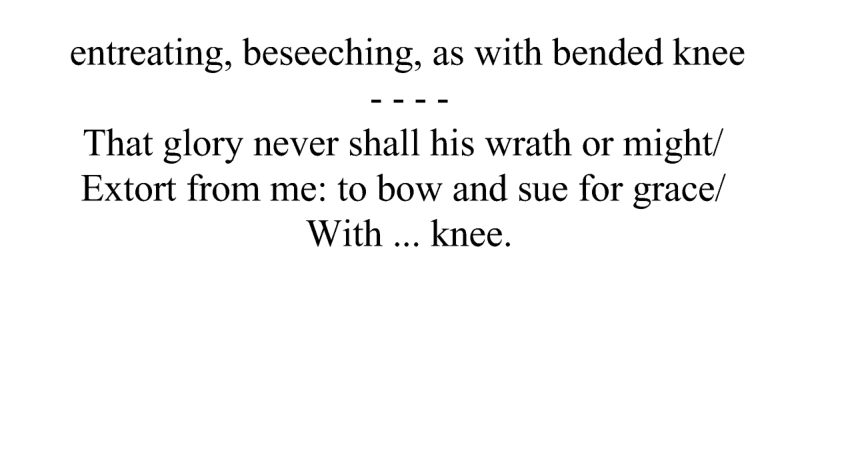 entreating, beseeching, as with bended knee
- - - -
That glory never shall his wrath or might/
Extort from me: to bow and sue for grace/
With ... knee.